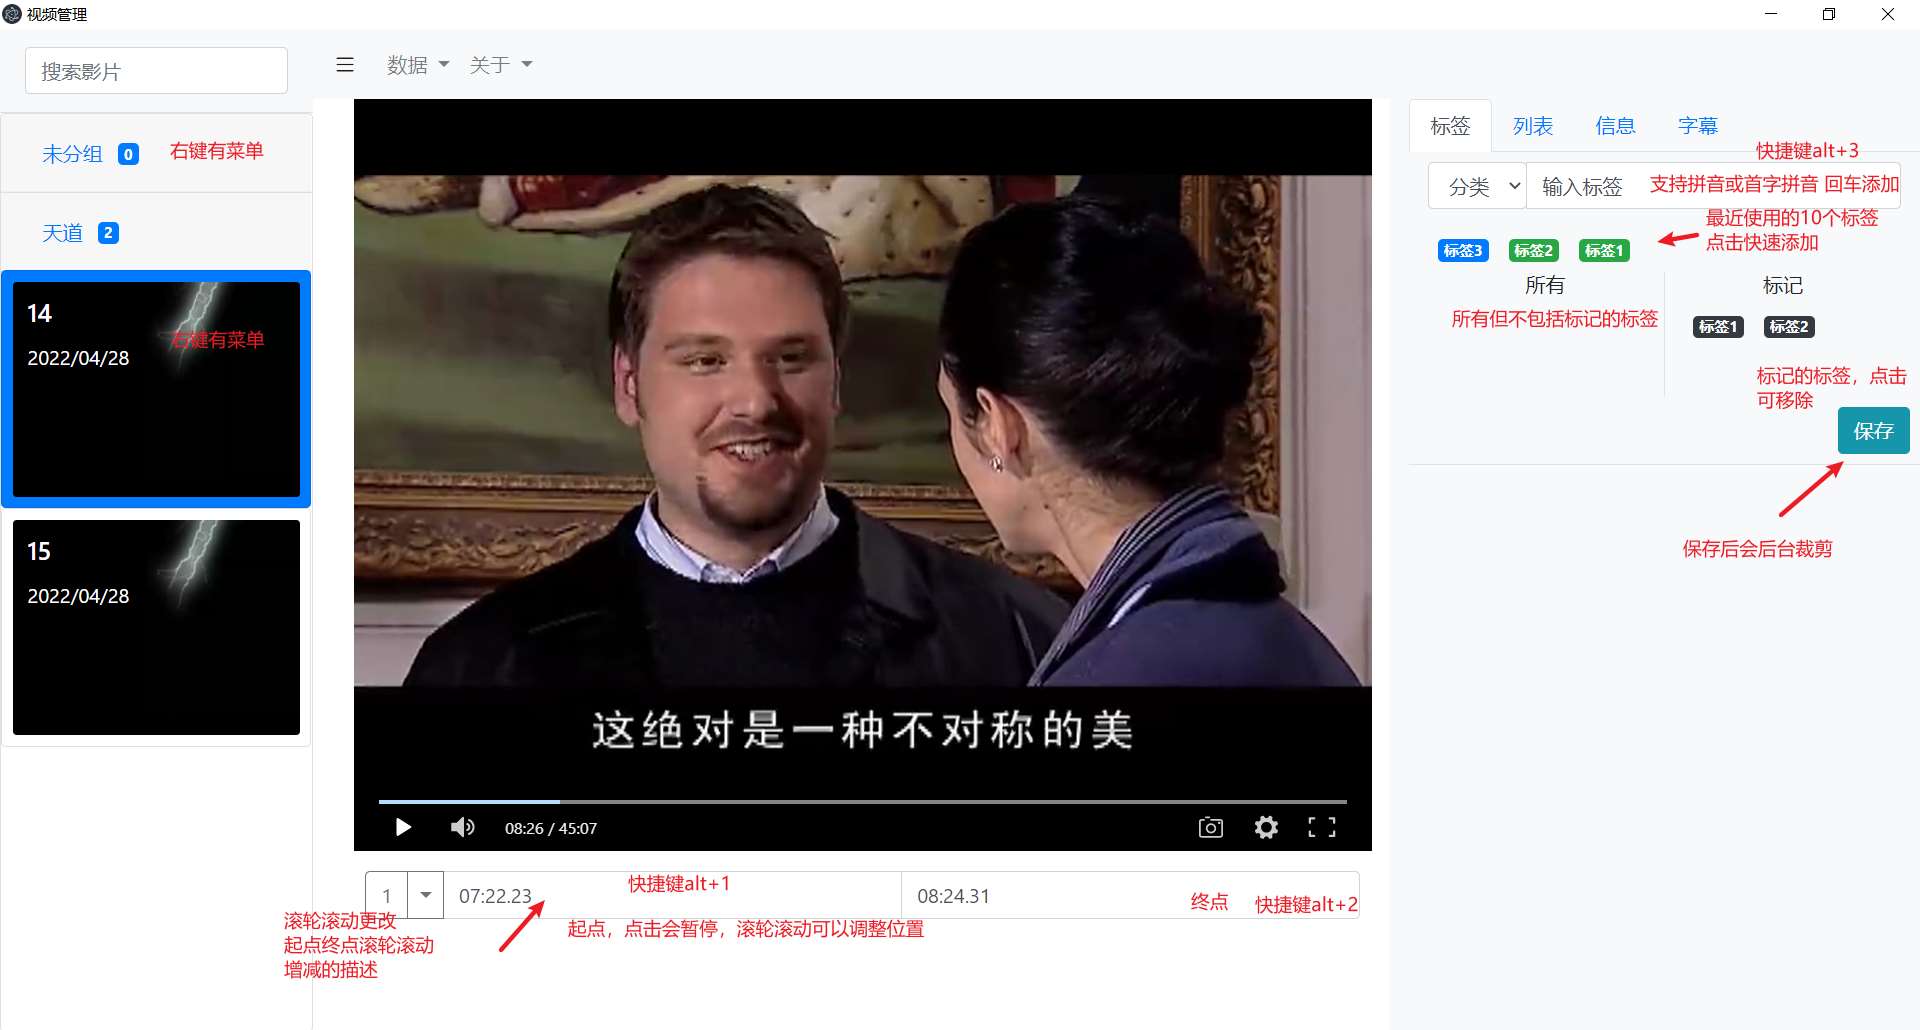 视频管理
搜索影片
数据
关于
未分组 0
右键有菜单
天道 2
14
右键有菜单
2022/04/28
15
2022/04/28
这绝对是一种不对称的美
08:26 / 45:07
1
07:22.23
快捷键alt+1
08:24.31
终点
快捷键alt+2
滚轮滚动更改
起点终点滚轮滚动
增减的描述
起点，点击会暂停，滚轮滚动可以调整位置
标签
列表
信息
字幕
快捷键alt+3
分类
输入标签
支持拼音或首字拼音 回车添加
最近使用的10个标签
点击快速添加
标签3 标签2 标签1
所有
标记
所有但不包括标记的标签
标签1 标签2
标记的标签，点击
可移除
保存
保存后会后台裁剪